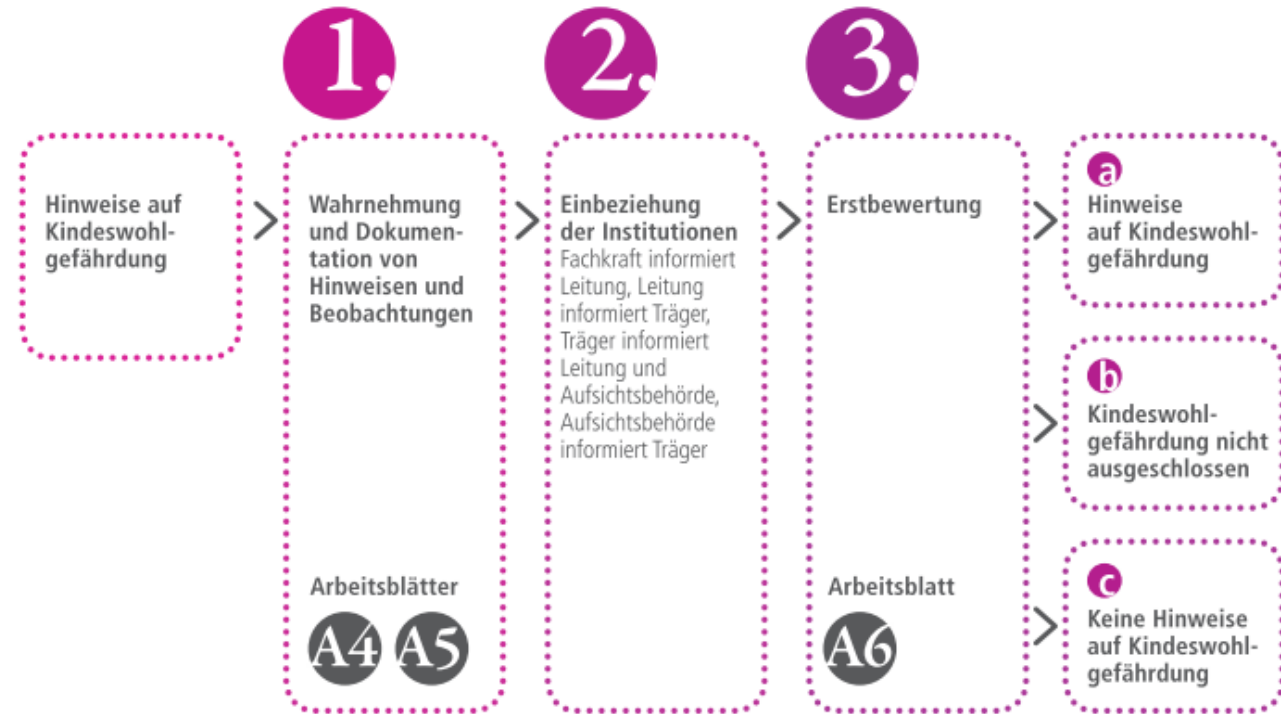 1.
2.
3.
Hinweise auf
Kindeswohl-
gefährdung
Wahrnehmung
und Dokumen-
tation von
Hinweisen und
Beobachtungen
Arbeitsblätter
A4 A5
Einbeziehung
der Institutionen
Fachkraft informiert
Leitung, Leitung
informiert Träger,
Träger informiert
Leitung und
Aufsichtsbehörde,
Aufsichtsbehörde
informiert Träger
Erstbewertung
Arbeitsblatt
A6
a
Hinweise
auf Kindeswohl-
gefährdung
b
Kindeswohl-
gefährdung nicht
ausgeschlossen
c
Keine Hinweise
auf Kindeswohl-
gefährdung